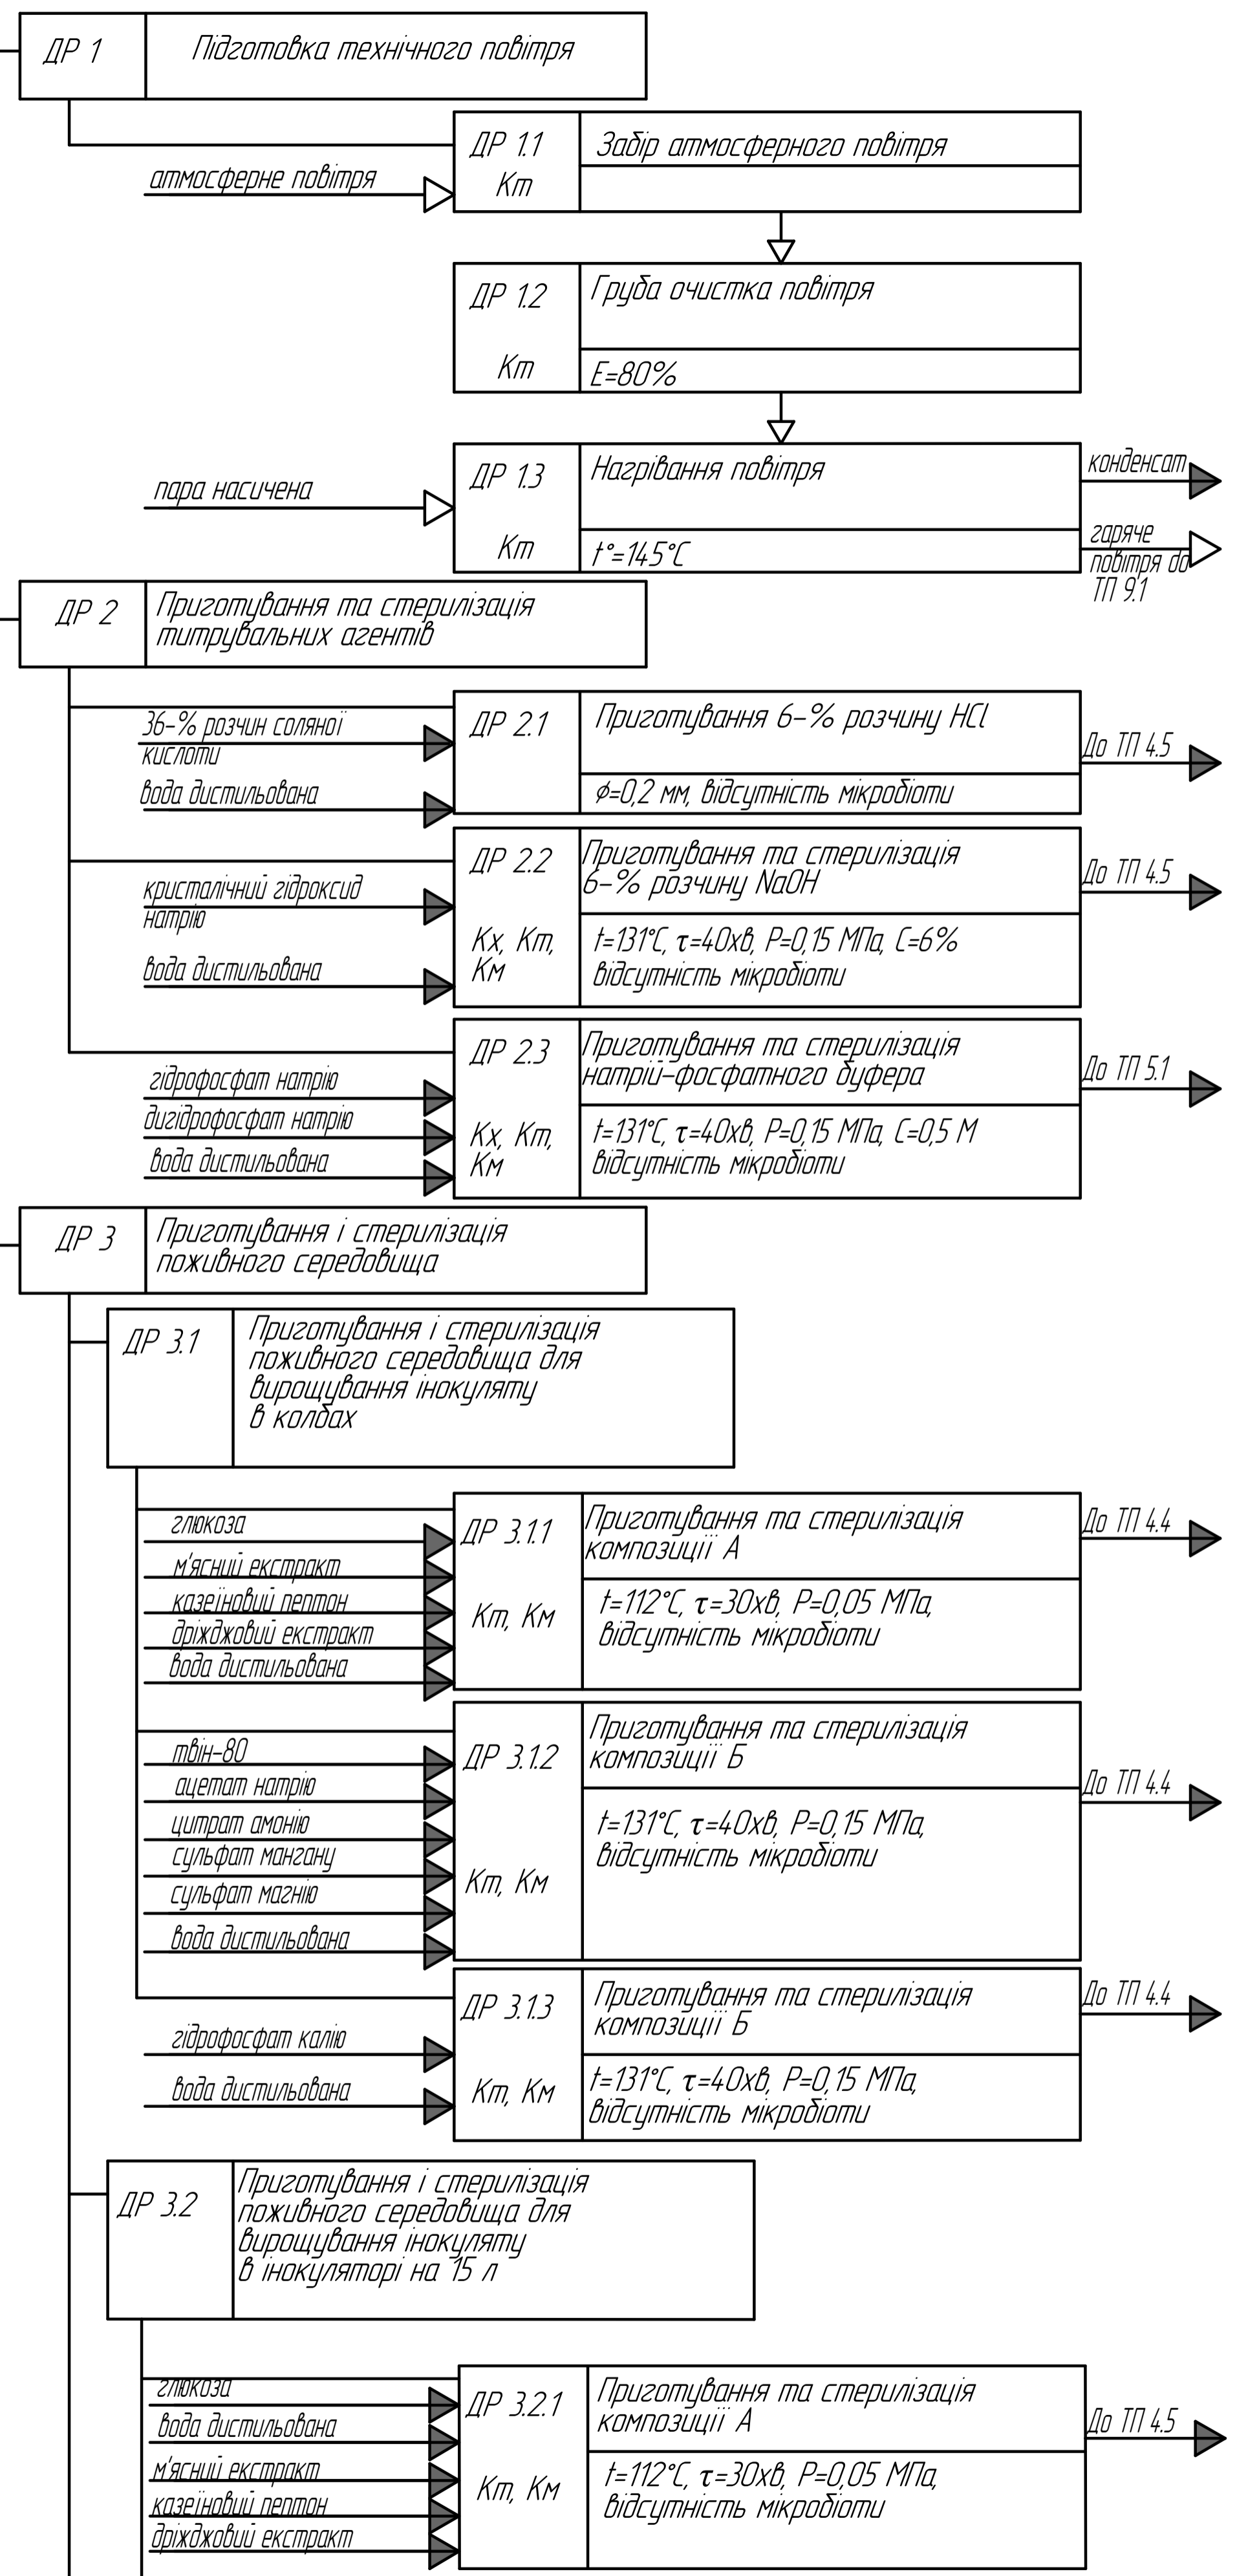 ДР 1
Підготовка технічного повітря
ДР 1.1
Кт
Забір атмосферного повітря
атмосферне повітря
ДР 1.2
Кт
Груба очистка повітря
Е=80%
ДР 1.3
Кт
Нагрівання повітря
t°=145°С
пара насичена
конденсат
гаряче
повітря до
ТП 9.1
ДР 2
Приготування та стерилізація
титрувальних агентів
36-% розчин соляної
кислоти
вода дистильована
ДР 2.1
Приготування 6-% розчину HCl
ϕ=0,2 мм, відсутність мікробіоти
До ТП 4.5
кристалічний гідроксид
натрію
вода дистильована
ДР 2.2
Кх, Кт,
Км
Приготування та стерилізація
6-% розчину NaOH
t=131°С, τ=40хв, Р=0,15 МПа, С=6%
відсутність мікробіоти
До ТП 4.5
гідрофосфат натрію
дигідрофосфат натрію
вода дистильована
ДР 2.3
Кх, Кт,
Км
Приготування та стерилізація
натрій-фосфатного буфера
t=131°С, τ=40хв, Р=0,15 МПа, С=0,5 М
відсутність мікробіоти
До ТП 5.1
ДР 3
Приготування і стерилізація
поживного середовища
ДР 3.1
Приготування і стерилізація
поживного середовища для
вирощування інокуляту
в колбах
глюкоза
м'ясний екстракт
казеїновий пептон
дріжджовий екстракт
вода дистильована
ДР 3.1.1
Кт, Км
Приготування та стерилізація
композиції А
t=112°С, τ=30хв, Р=0,05 МПа,
відсутність мікробіоти
До ТП 4.4
твін-80
ацетат натрію
цитрат амонію
сульфат мангану
сульфат магнію
вода дистильована
ДР 3.1.2
Кт, Км
Приготування та стерилізація
композиції Б
t=131°С, τ=40хв, Р=0,15 МПа,
відсутність мікробіоти
До ТП 4.4
гідрофосфат калію
вода дистильована
ДР 3.1.3
Кт, Км
Приготування та стерилізація
композиції Б
t=131°С, τ=40хв, Р=0,15 МПа,
відсутність мікробіоти
До ТП 4.4
ДР 3.2
Приготування і стерилізація
поживного середовища для
вирощування інокуляту
в інокуляторі на 15 л
глюкоза
вода дистильована
м'ясний екстракт
казеїновий пептон
дріжджовий екстракт
ДР 3.2.1
Кт, Км
Приготування та стерилізація
композиції А
t=112°С, τ=30хв, Р=0,05 МПа,
відсутність мікробіоти
До ТП 4.5